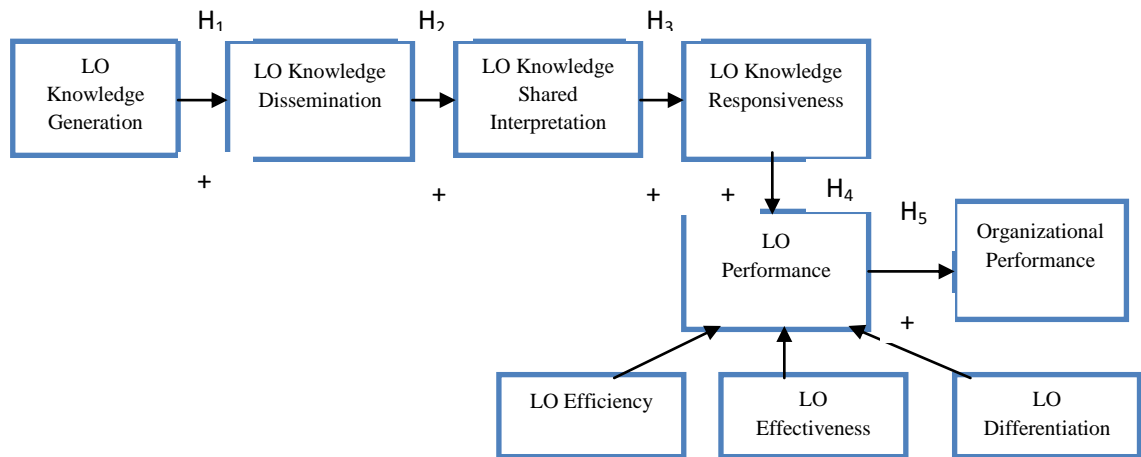 H1
H2
H3
LO
Knowledge
Generation
LO Knowledge
Dissemination
LO Knowledge
Shared
Interpretation
LO Knowledge
Responsiveness
+
+
+
+
H4
H5
LO
Performance
Organizational
Performance
+
LO Efficiency
LO
Effectiveness
LO
Differentiation